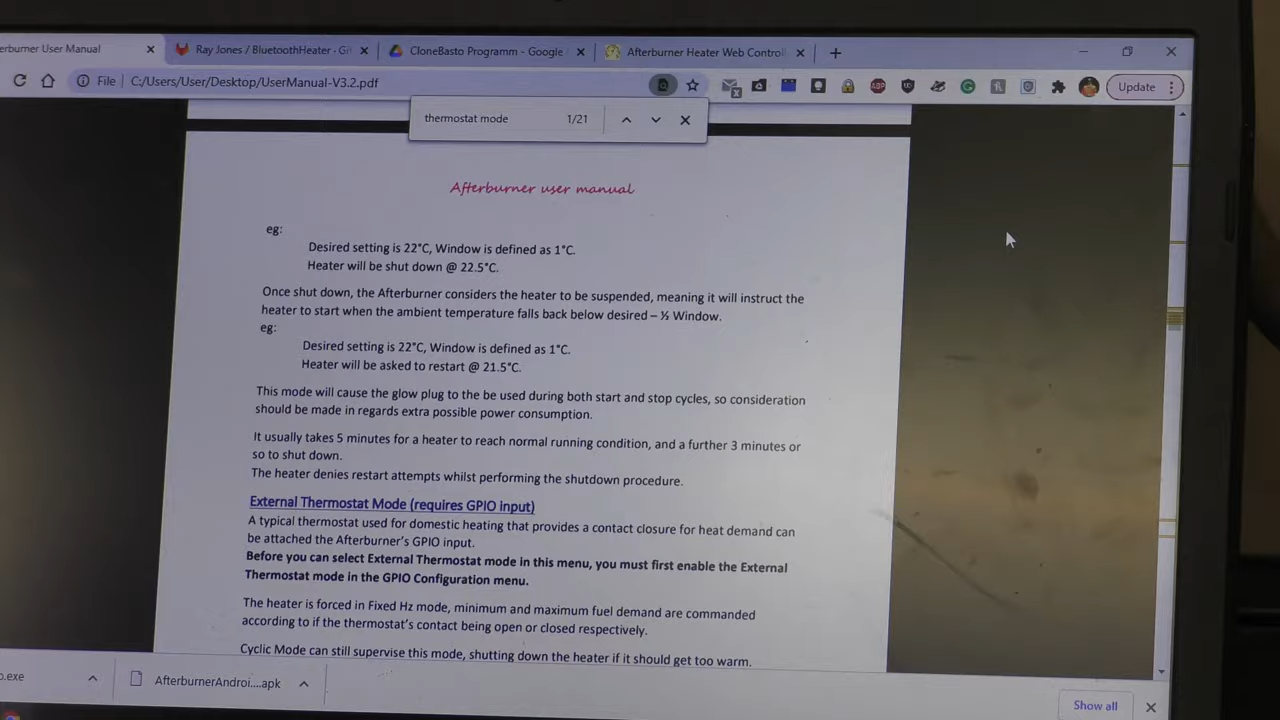 erburner User Manual
Ray Jones / BluetoothHeater - Gi
CloneBasto Programm - Google
Afterburner Heater Web Control
File
C:/Users/User/Desktop/UserManual-V3.2.pdf
Update
thermostat mode
1/21
Afterburner user manual
eg:
Desired setting is 22°C, Window is defined as 1°C.
Heater will be shut down @ 22.5°C.
Once shut down, the Afterburner considers the heater to be suspended, meaning it will instruct the
heater to start when the ambient temperature falls back below desired – ½ Window.
eg:
Desired setting is 22°C, Window is defined as 1°C.
Heater will be asked to restart @ 21.5°C.
This mode will cause the glow plug to the be used during both start and stop cycles, so consideration
should be made in regards extra possible power consumption.
It usually takes 5 minutes for a heater to reach normal running condition, and a further 3 minutes or
so to shut down.
The heater denies restart attempts whilst performing the shutdown procedure.
External Thermostat Mode (requires GPIO input)
A typical thermostat used for domestic heating that provides a contact closure for heat demand can
be attached the Afterburner's GPIO input.
Before you can select External Thermostat mode in this menu, you must first enable the External
Thermostat mode in the GPIO Configuration menu.
The heater is forced in Fixed Hz mode, minimum and maximum fuel demand are commanded
according to if the thermostat's contact being open or closed respectively.
Cyclic Mode can still supervise this mode, shutting down the heater if it should get too warm.
.exe
AfterburnerAndroi....apk
Show all